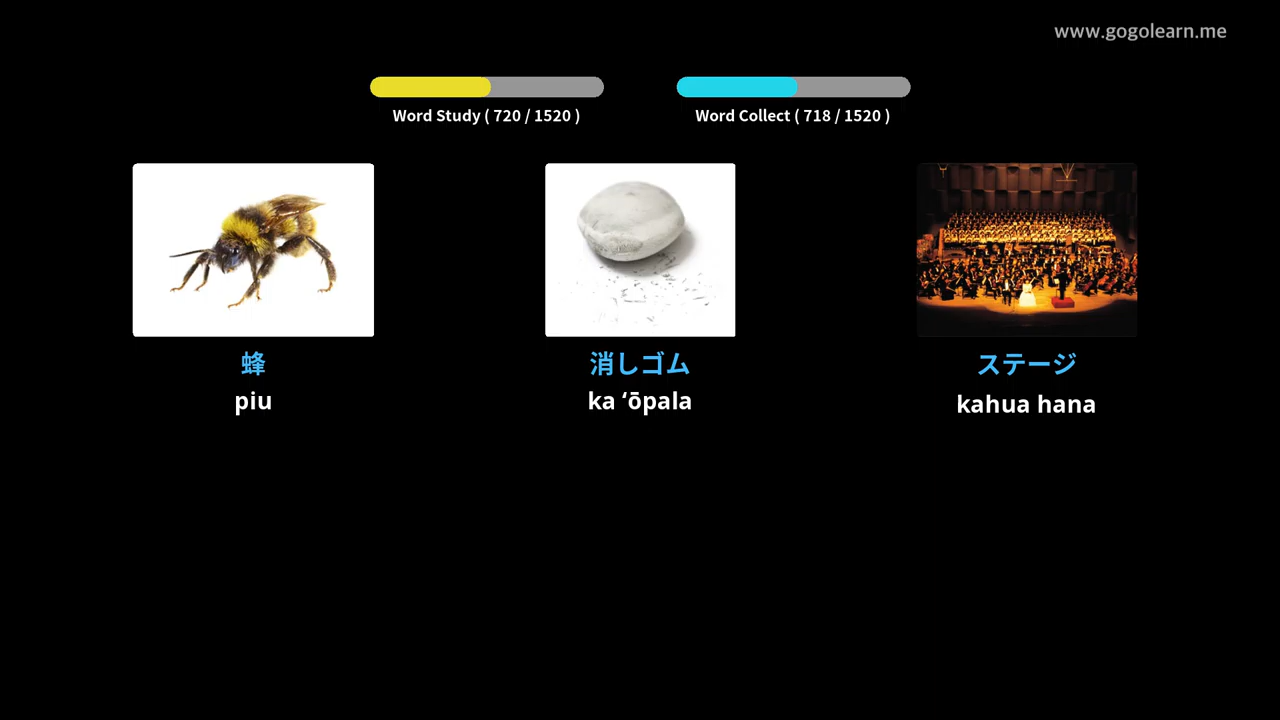 www.gogolearn.me
Word Study ( 720 / 1520 )
Word Collect ( 718 / 1520 )
蜂
piu
消しゴム
ka ʻōpala
ステージ
kahua hana